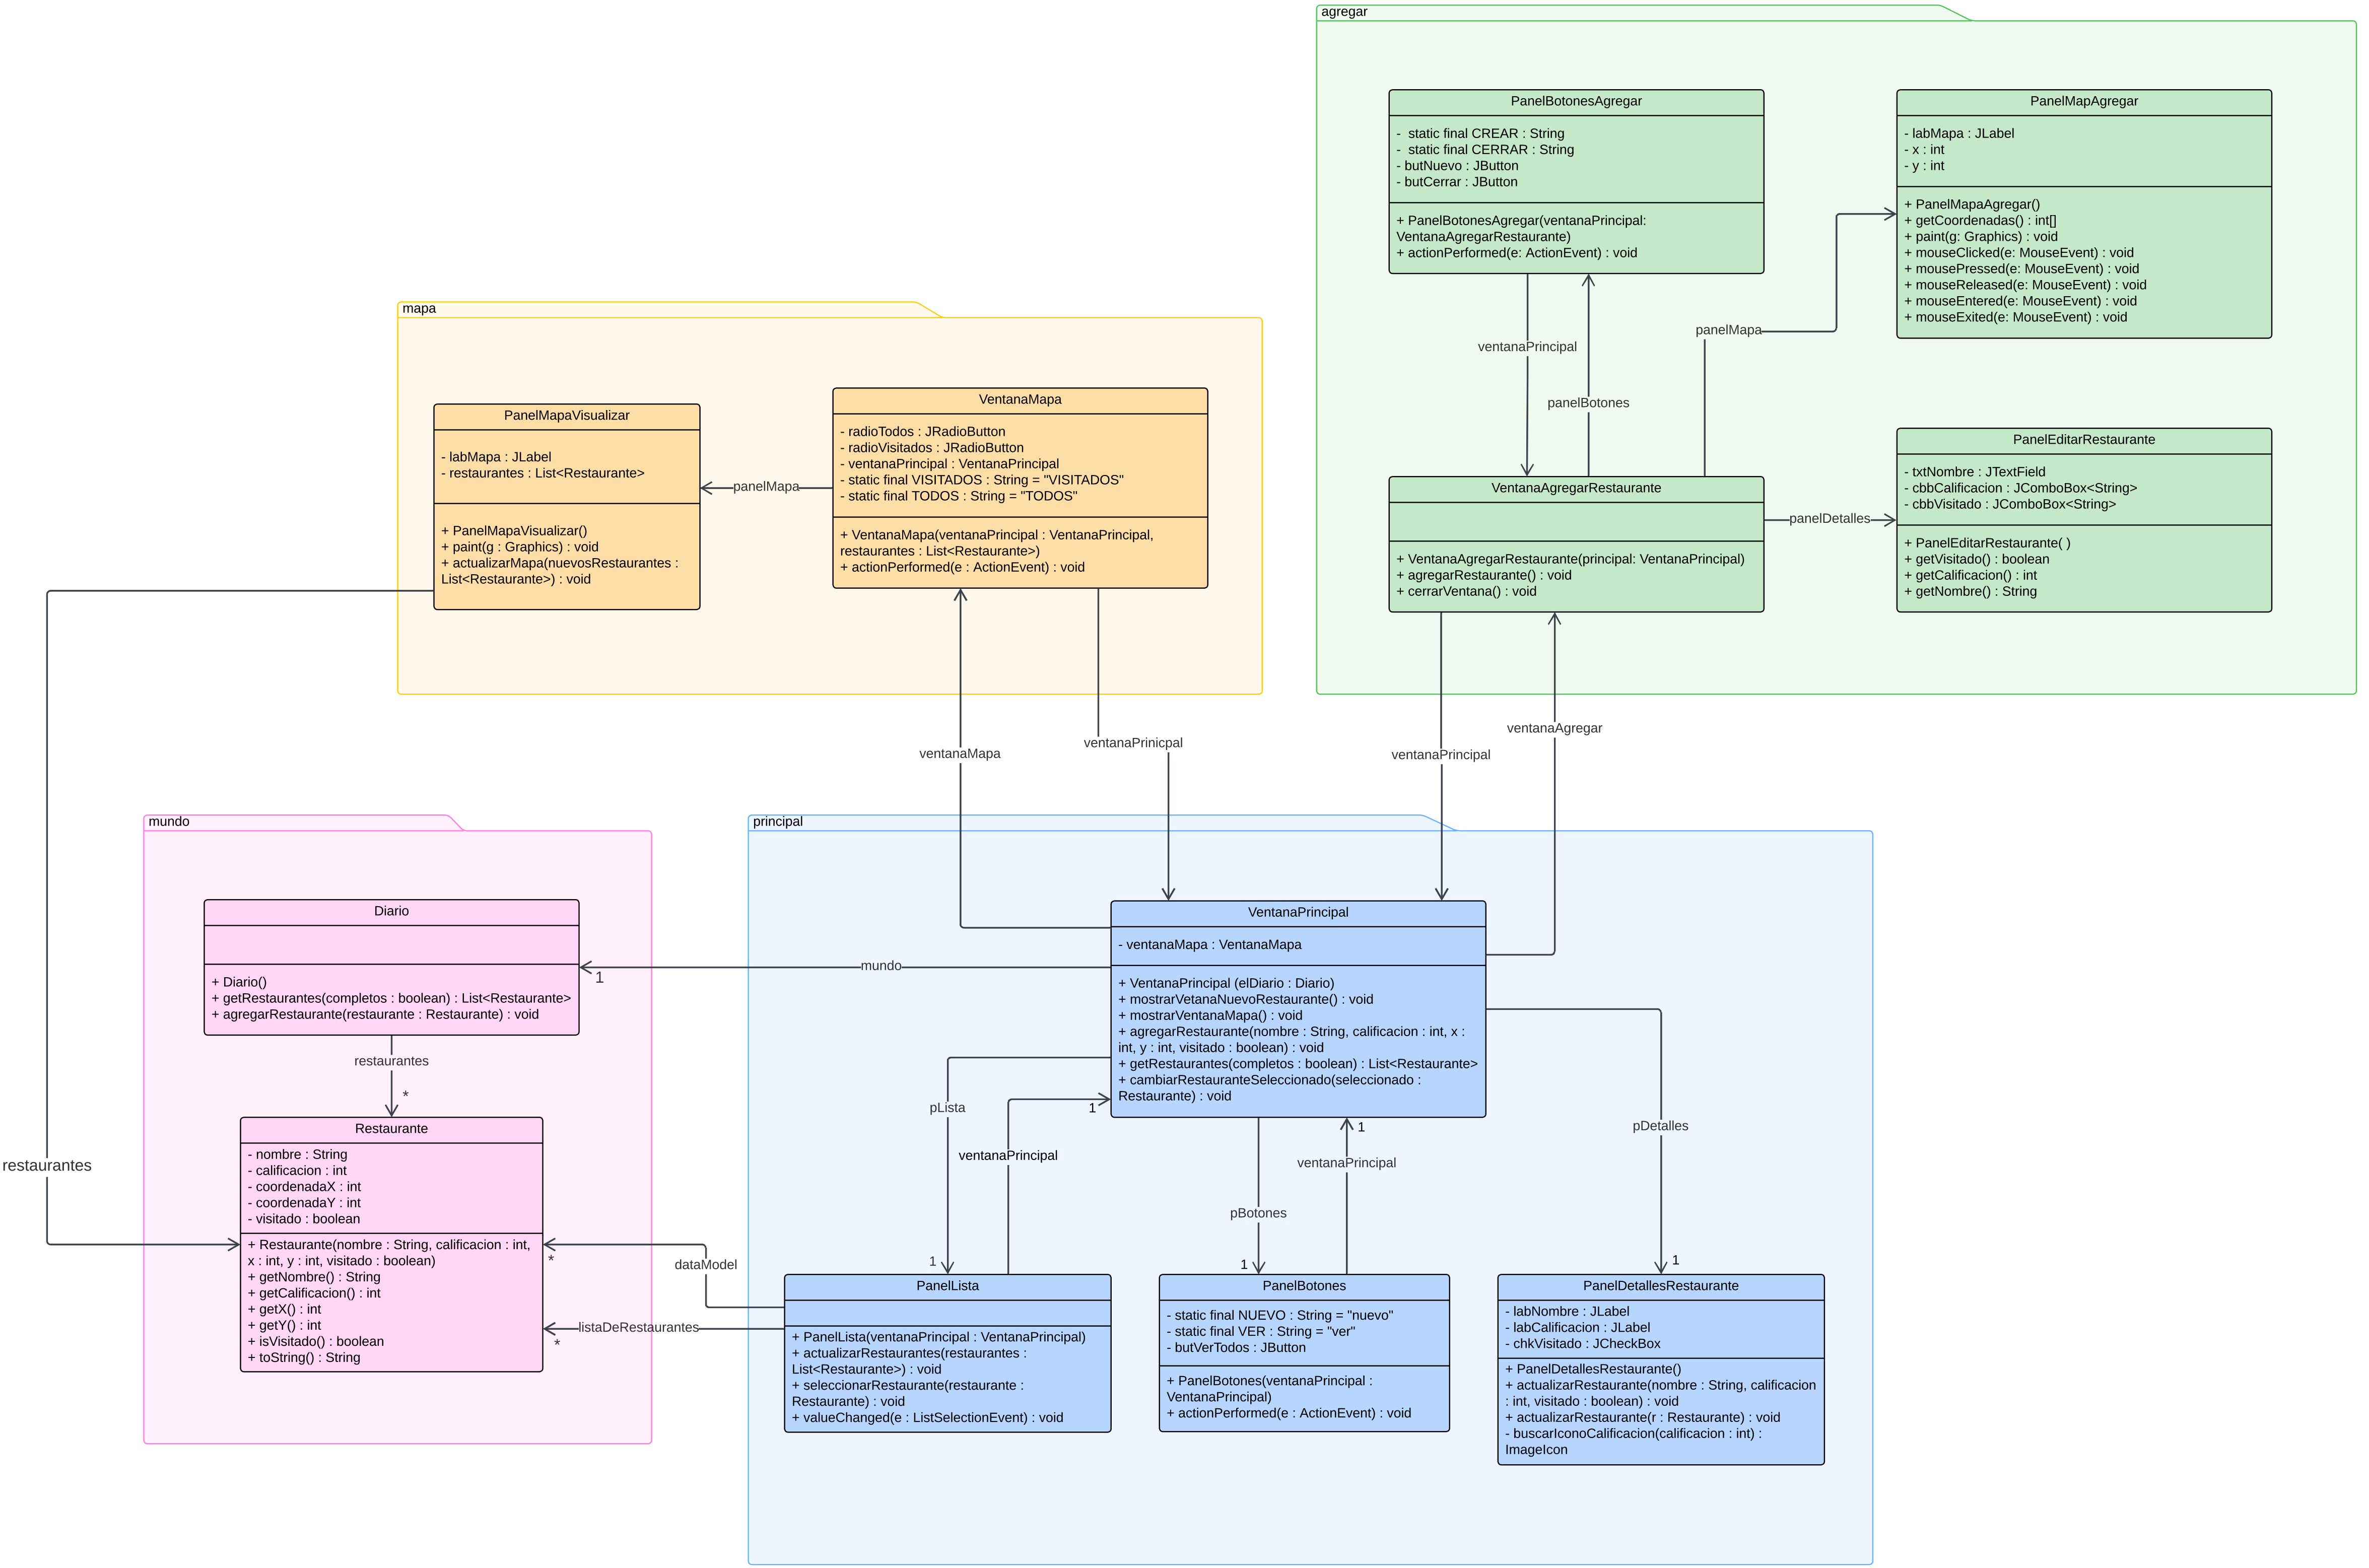 agregar
PanelBotonesAgregar
-  static final CREAR : String
-  static final CERRAR : String
- butNuevo : JButton
- butCerrar : JButton
+ PanelBotonesAgregar(ventanaPrincipal:
VentanaAgregarRestaurante)
+ actionPerformed(e: ActionEvent) : void
PanelMapAgregar
- labMapa : JLabel
- x : int
- y : int
+ PanelMapaAgregar()
+ getCoordenadas() : int[]
+ paint(g: Graphics) : void
+ mouseClicked(e: MouseEvent) : void
+ mousePressed(e: MouseEvent) : void
+ mouseReleased(e: MouseEvent) : void
+ mouseEntered(e: MouseEvent) : void
+ mouseExited(e: MouseEvent) : void
ventanaPrincipal
panelBotones
panelMapa
VentanaAgregarRestaurante
+ VentanaAgregarRestaurante(principal: VentanaPrincipal)
+ agregarRestaurante() : void
+ cerrarVentana() : void
panelDetalles
PanelEditarRestaurante
- txtNombre : JTextField
- cbbCalificacion : JComboBox<String>
- cbbVisitado : JComboBox<String>
+ PanelEditarRestaurante( )
+ getVisitado() : boolean
+ getCalificacion() : int
+ getNombre() : String
mapa
PanelMapaVisualizar
- labMapa : JLabel
- restaurantes : List<Restaurante>
+ PanelMapaVisualizar()
+ paint(g : Graphics) : void
+ actualizarMapa(nuevosRestaurantes :
List<Restaurante>) : void
panelMapa
VentanaMapa
- radioTodos : JRadioButton
- radioVisitados : JRadioButton
- ventanaPrincipal : VentanaPrincipal
- static final VISITADOS : String = "VISITADOS"
- static final TODOS : String = "TODOS"
+ VentanaMapa(ventanaPrincipal : VentanaPrincipal,
restaurantes : List<Restaurante>)
+ actionPerformed(e : ActionEvent) : void
ventanaMapa
ventanaPrinicpal
ventanaPrincipal
ventanaAgregar
mundo
Diario
+ Diario()
+ getRestaurantes(completos : boolean) : List<Restaurante>
+ agregarRestaurante(restaurante : Restaurante) : void
restaurantes
*
restaurantes
Restaurante
- nombre : String
- calificacion : int
- coordenadaX : int
- coordenadaY : int
- visitado : boolean
+ Restaurante(nombre : String, calificacion : int,
x : int, y : int, visitado : boolean)
+ getNombre() : String
+ getCalificacion() : int
+ getX() : int
+ getY() : int
+ isVisitado() : boolean
+ toString() : String
principal
mundo
1
VentanaPrincipal
- ventanaMapa : VentanaMapa
+ VentanaPrincipal (elDiario : Diario)
+ mostrarVetanaNuevoRestaurante() : void
+ mostrarVentanaMapa() : void
+ agregarRestaurante(nombre : String, calificacion : int, x :
int, y : int, visitado : boolean) : void
+ getRestaurantes(completos : boolean) : List<Restaurante>
+ cambiarRestauranteSeleccionado(seleccionado :
Restaurante) : void
pLista
1
ventanaPrincipal
1
pBotones
1
ventanaPrincipal
1
pDetalles
1
dataModel
*
listaDeRestaurantes
*
PanelLista
+ PanelLista(ventanaPrincipal : VentanaPrincipal)
+ actualizarRestaurantes(restaurantes :
List<Restaurante>) : void
+ seleccionarRestaurante(restaurante :
Restaurante) : void
+ valueChanged(e : ListSelectionEvent) : void
PanelBotones
- static final NUEVO : String = "nuevo"
- static final VER : String = "ver"
- butVerTodos : JButton
+ PanelBotones(ventanaPrincipal :
VentanaPrincipal)
+ actionPerformed(e : ActionEvent) : void
PanelDetallesRestaurante
- labNombre : JLabel
- labCalificacion : JLabel
- chkVisitado : JCheckBox
+ PanelDetallesRestaurante()
+ actualizarRestaurante(nombre : String, calificacion
: int, visitado : boolean) : void
+ actualizarRestaurante(r : Restaurante) : void
- buscarIconoCalificacion(calificacion : int) :
ImageIcon